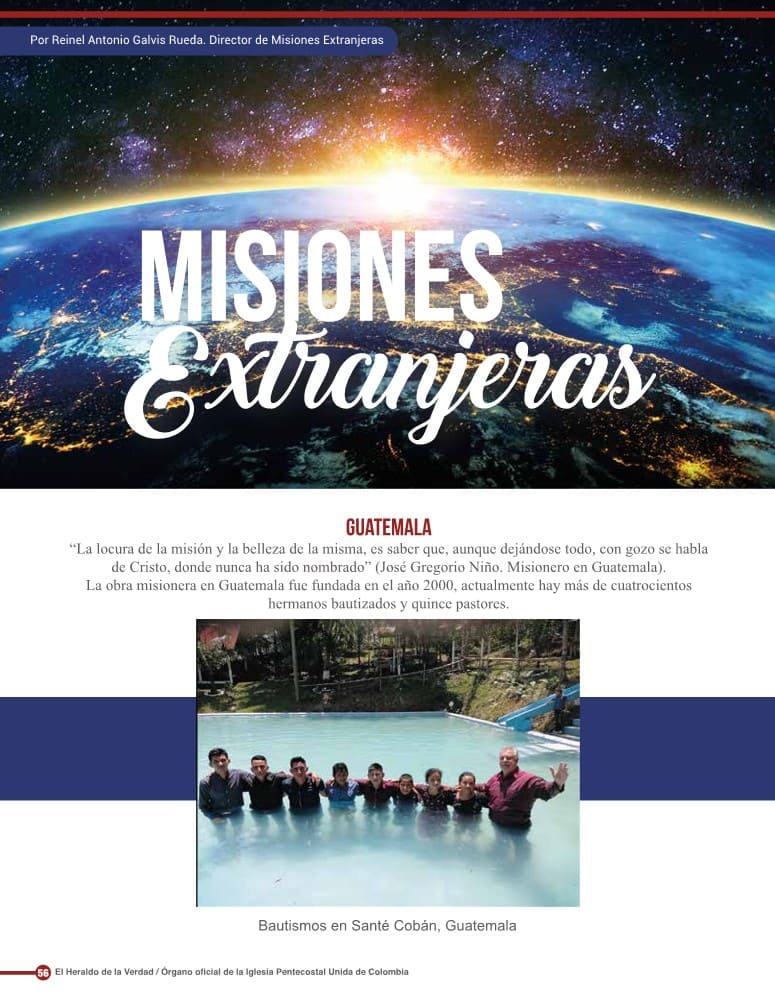 Por Reinel Antonio Galvis Rueda. Director de Misiones Extranjeras
MISIONES
Extranjeras
GUATEMALA
“La locura de la misión y la belleza de la misma, es saber que, aunque dejándose todo, con gozo se habla
de Cristo, donde nunca ha sido nombrado” (José Gregorio Niño. Misionero en Guatemala).
La obra misionera en Guatemala fue fundada en el año 2000, actualmente hay más de cuatrocientos
hermanos bautizados y quince pastores.
Bautismos en Santé Cobán, Guatemala
56 El Heraldo de la Verdad / Órgano oficial de la Iglesia Pentecostal Unida de Colombia